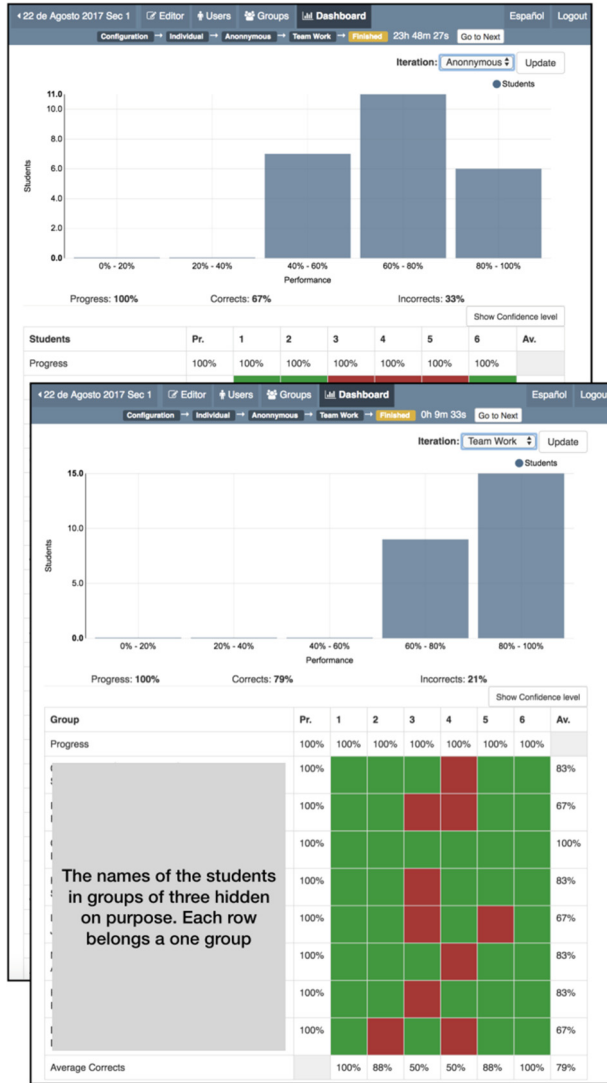 22 de Agosto 2017 Sec 1 Editor Users Groups Dashboard Español Logout
Configuration → Individual → Anonnymous → Team Work → Finished 23h 48m 27s Go to Next
Iteration: Anonnymous Update
Students
11.0
10.0
8.0
6.0
4.0
2.0
0.0
Students
0% - 20% 20% - 40% 40% - 60% 60% - 80% 80% - 100%
Performance
Progress: 100% Corrects: 67% Incorrects: 33%
Show Confidence level
Students Pr. 1 2 3 4 5 6 Av.
Progress 100% 100% 100% 100% 100% 100% 100%
22 de Agosto 2017 Sec 1 Editor Users Groups Dashboard Español Logou
Configuration → Individual → Anonymous → Team Work → Finished 0h 9m 33s Go to Next
Iteration: Team Work Update
Students
15.0
10.0
5.0
0.0
Students
0% - 20% 20% - 40% 40% - 60% 60% - 80% 80% - 100%
Performance
Progress: 100% Corrects: 79% Incorrects: 21%
Show Confidence level
Group Pr. 1 2 3 4 5 6 Av.
Progress 100% 100% 100% 100% 100% 100% 100%
100% 83%
100% 67%
100% 100%
100% 83%
100% 67%
100% 83%
100% 83%
100% 67%
The names of the students
in groups of three hidden
on purpose. Each row
belongs a one group
Average Corrects 100% 88% 50% 50% 88% 100% 79%